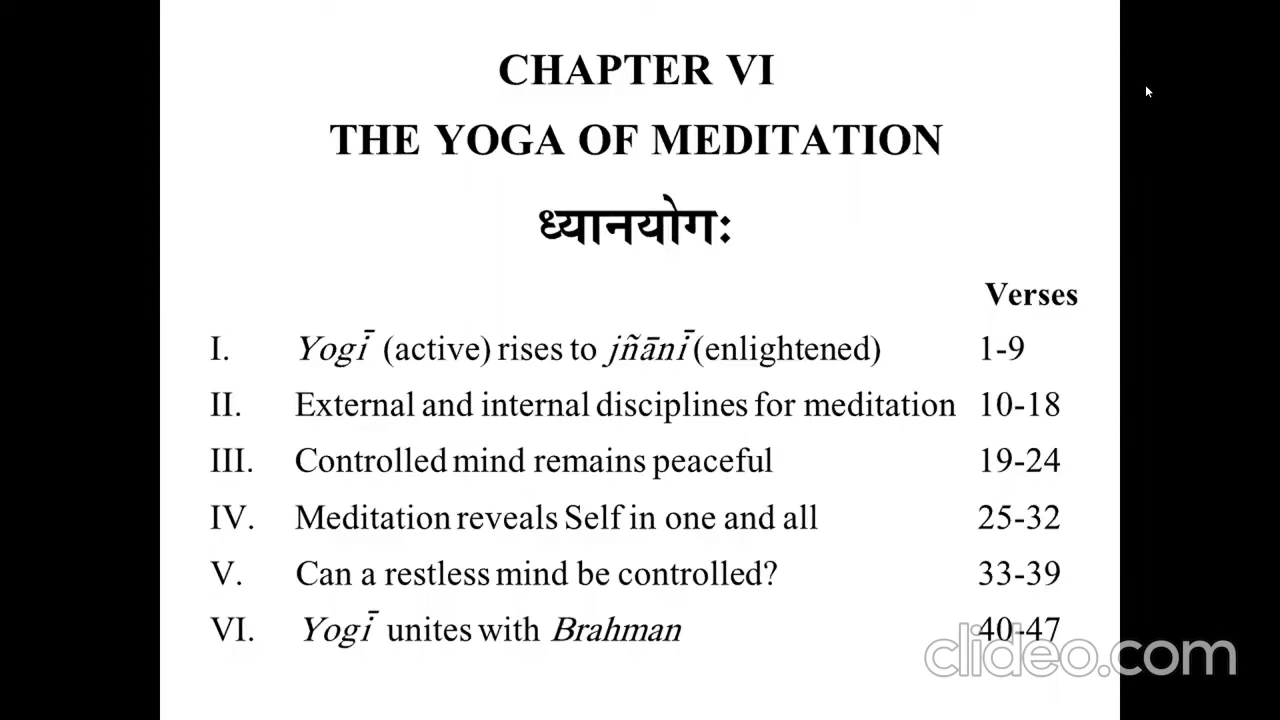 CHAPTER VI
THE YOGA OF MEDITATION
ध्यानयोगः
Verses
I. Yogī (active) rises to jñānī (enlightened) 1-9
II. External and internal disciplines for meditation 10-18
III. Controlled mind remains peaceful 19-24
IV. Meditation reveals Self in one and all 25-32
V. Can a restless mind be controlled? 33-39
VI. Yogī unites with Brahman 40-47
clideo.com